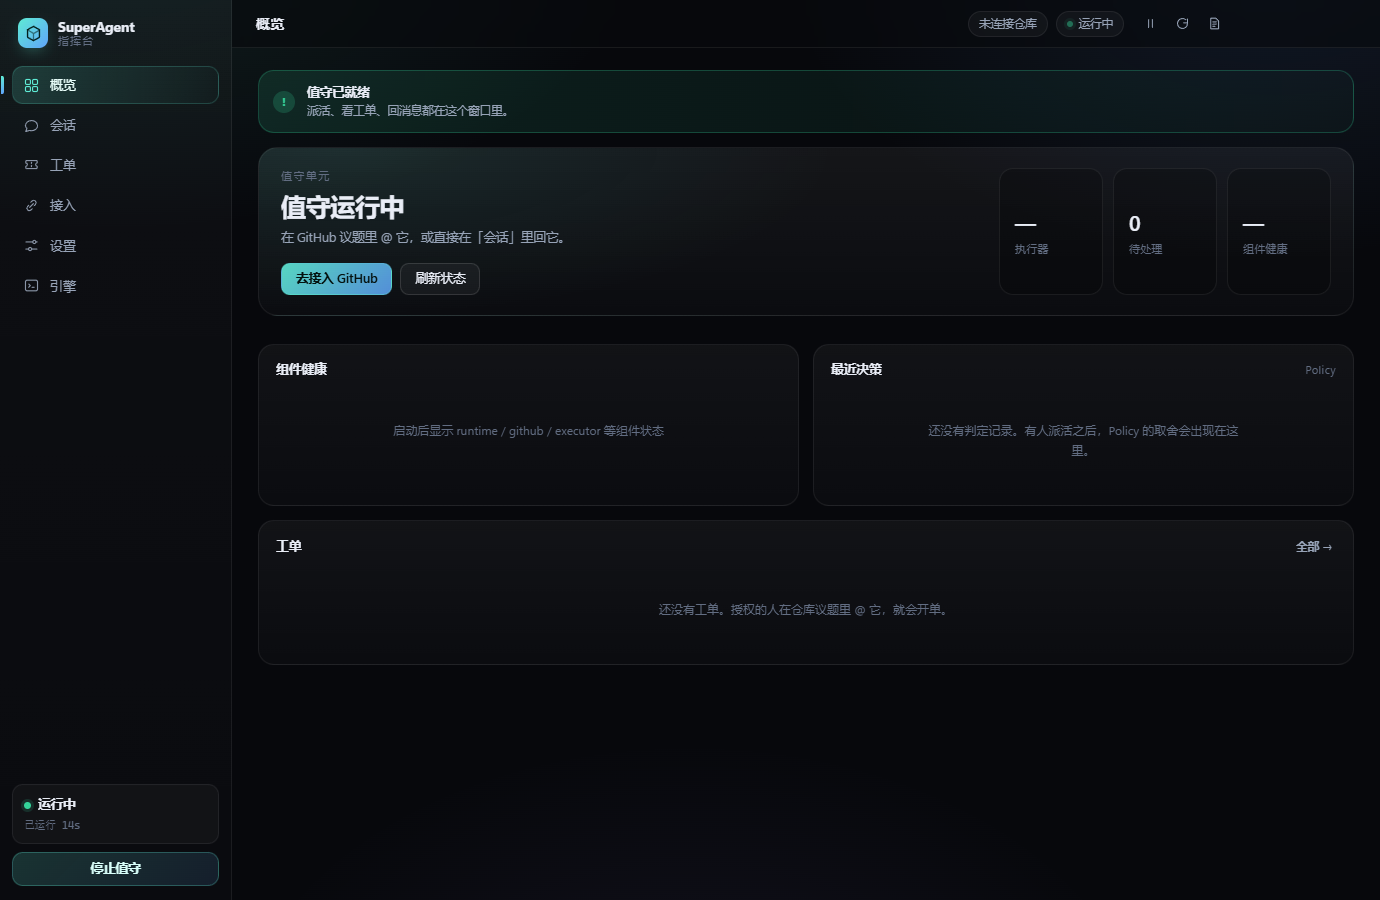 SuperAgent
指挥台
概览
会话
工单
接入
设置
引擎
运行中
已运行 14s
停止值守
概览
未连接仓库
运行中
值守已就绪
派活、看工单、回消息都在这个窗口里。
值守单元
值守运行中
在 GitHub 议题里 @ 它，或直接在「会话」里回它。
去接入 GitHub
刷新状态
—
执行器
0
待处理
—
组件健康
组件健康
启动后显示 runtime / github / executor 等组件状态
最近决策
Policy
还没有判定记录。有人派活之后，Policy 的取舍会出现在这
里。
工单
全部→
还没有工单。授权的人在仓库议题里 @ 它，就会开单。